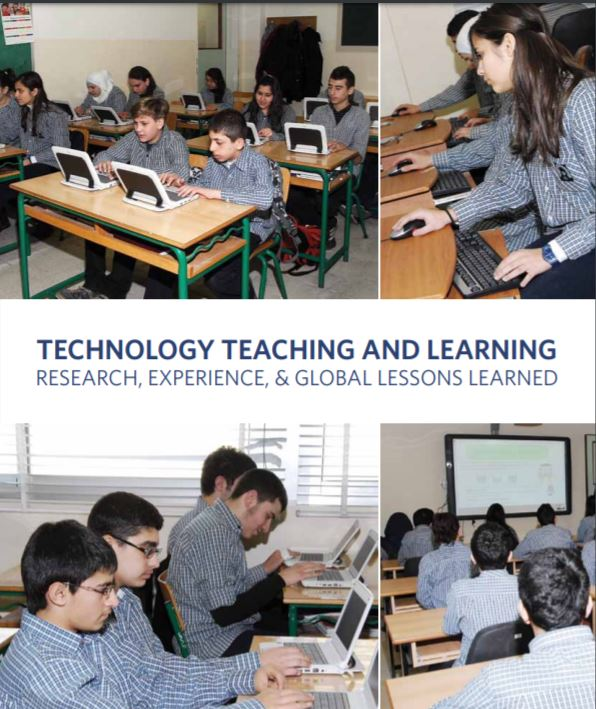 TECHNOLOGY TEACHING AND LEARNING
RESEARCH, EXPERIENCE, & GLOBAL LESSONS LEARNED